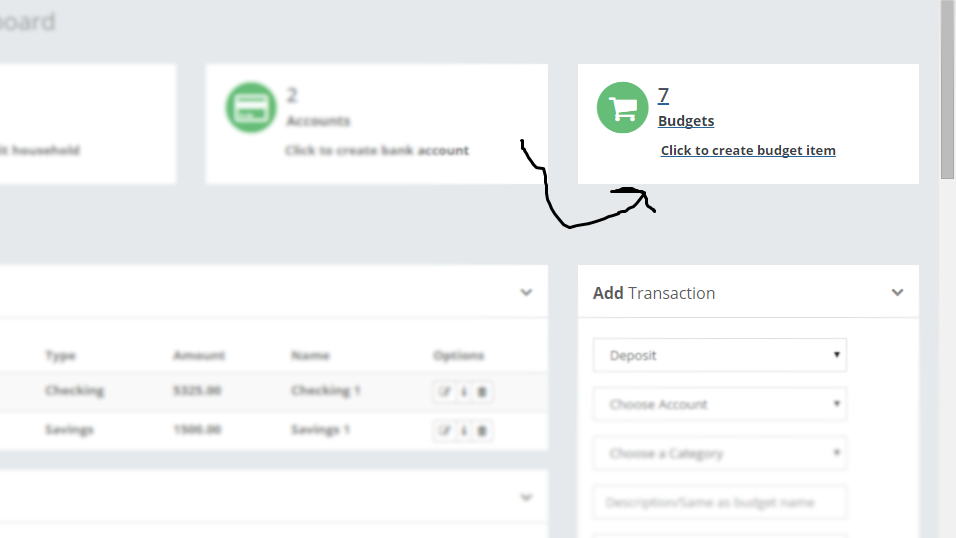 board
2
Accounts
Click to create bank account
7
Budgets
Click to create budget item
household
Add Transaction
Type Amount Name Options
Checking 5325.00 Checking 1
Savings 1500.00 Savings 1
Deposit
Choose Account
Choose a Category
Description/Same as budget name